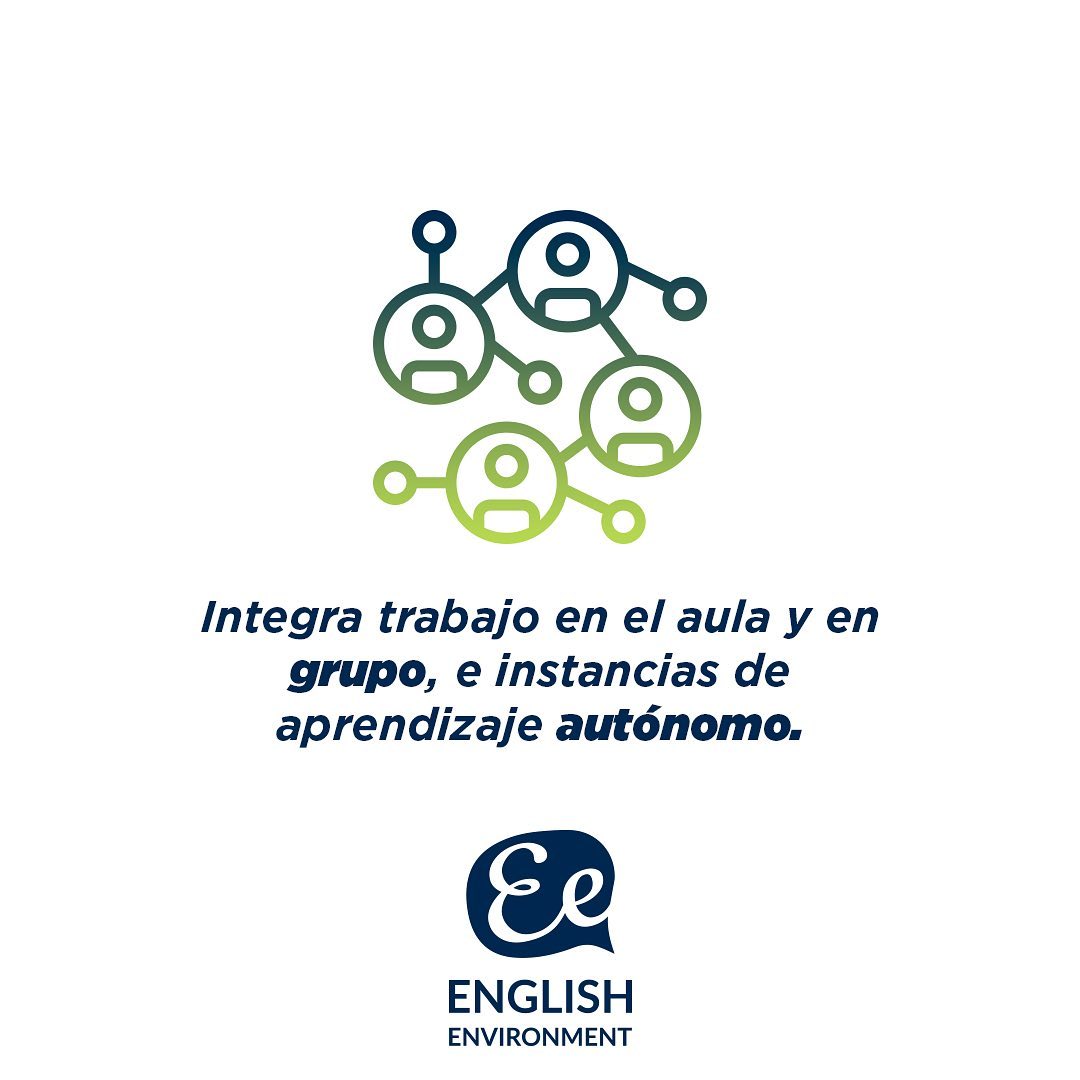 Integra trabajo en el aula y en
grupo, e instancias de
aprendizaje autónomo.
Ee
ENGLISH
ENVIRONMENT